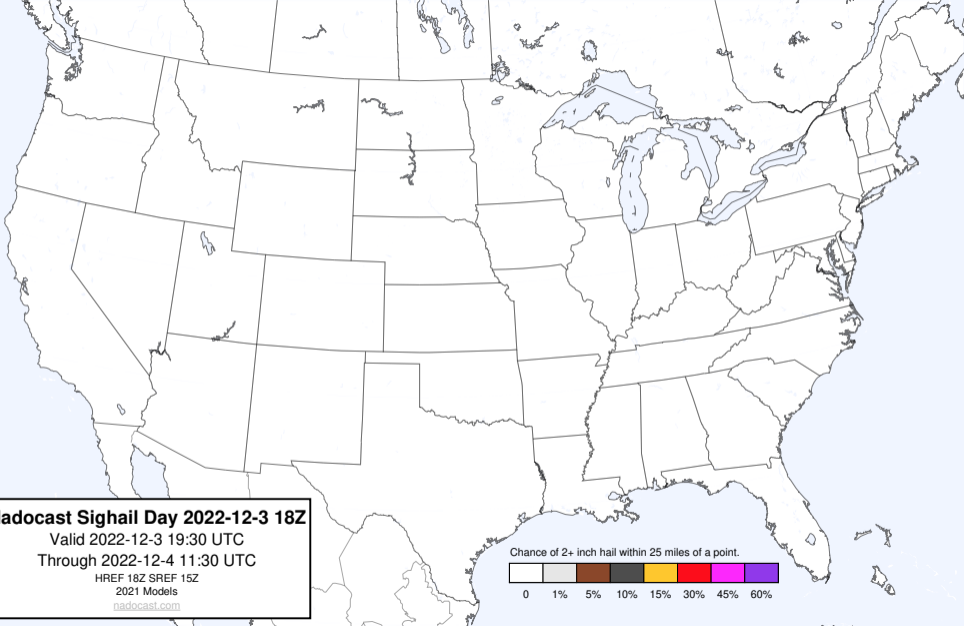 adocast Sighail Day 2022-12-3 18Z
Valid 2022-12-3 19:30 UTC
Through 2022-12-4 11:30 UTC
HREF 18Z SREF 15Z
2021 Models
nadocast.com
Chance of 2+ inch hail within 25 miles of a point.
0 1% 5% 10% 15% 30% 45% 60%